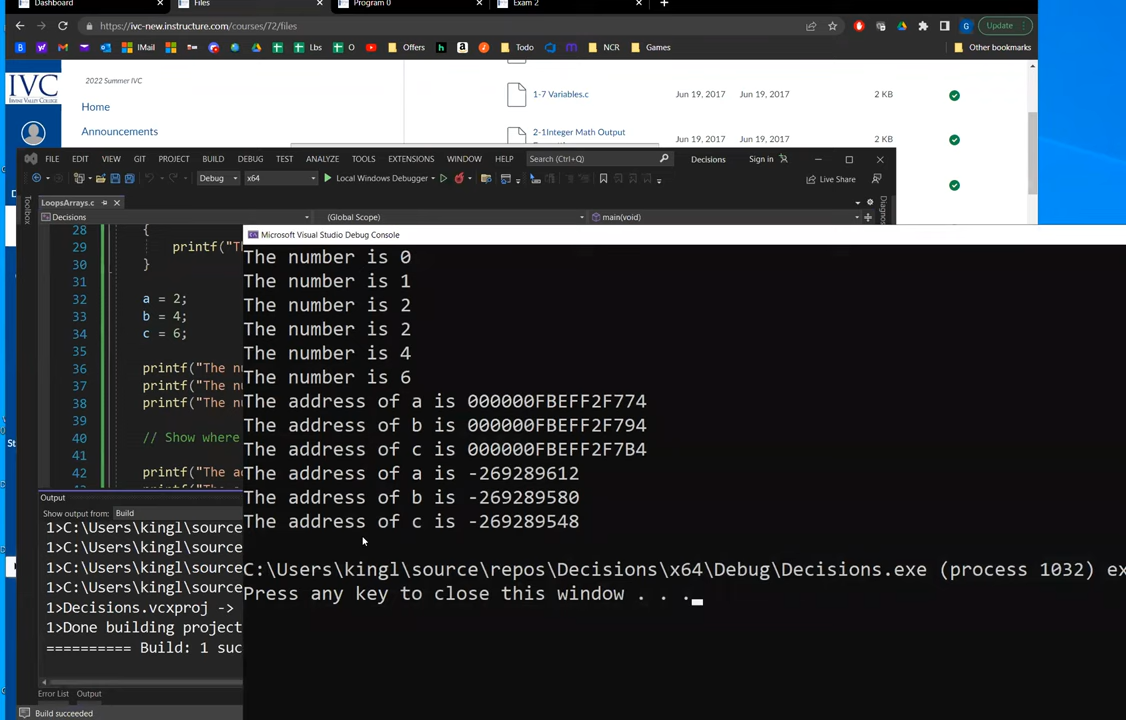 Dashboard
Files
Program 0
Exam 2
https://ivc-new.instructure.com/courses/72/files
Update
IMail
Lbs
O
Offers
Todo
NCR
Games
Other bookmarks
IVC
IRVINE VALLEY COLLEGE
2022 Summer IVC
Home
Announcements
1-7 Variables.c
Jun 19, 2017
Jun 19, 2017
2 KB
2-1Integer Math Output
Jun 19, 2017
Jun 19, 2017
2 KB
FILE EDIT VIEW GIT PROJECT BUILD DEBUG TEST ANALYZE TOOLS EXTENSIONS WINDOW HELP Search (Ctrl+Q) Decisions Sign in
Debug x64 Local Windows Debugger Live Share
Toolbox
LoopsArrays.c
Decisions (Global Scope) main(void)
28 {
29 printf("T
30 }
31
32 a = 2;
33 b = 4;
34 c = 6;
35
36 printf("The nu
37 printf("The nu
38 printf("The nu
39
40 // Show where
41
42 printf("The ad
Output
Show output from: Build
1>C:\Users\kingl\source
1>C:\Users\kingl\source
1>C:\Users\kingl\source
1>C:\Users\kingl\source
1>Decisions.vcxproj ->
1>Done building project
========== Build: 1 suc
Error List Output
Build succeeded
Microsoft Visual Studio Debug Console
The number is 0
The number is 1
The number is 2
The number is 2
The number is 4
The number is 6
The address of a is 000000FBEFF2F774
The address of b is 000000FBEFF2F794
The address of c is 000000FBEFF2F7B4
The address of a is -269289612
The address of b is -269289580
The address of c is -269289548
C:\Users\kingl\source\repos\Decisions\x64\Debug\Decisions.exe (process 1032) ex
Press any key to close this window . . .